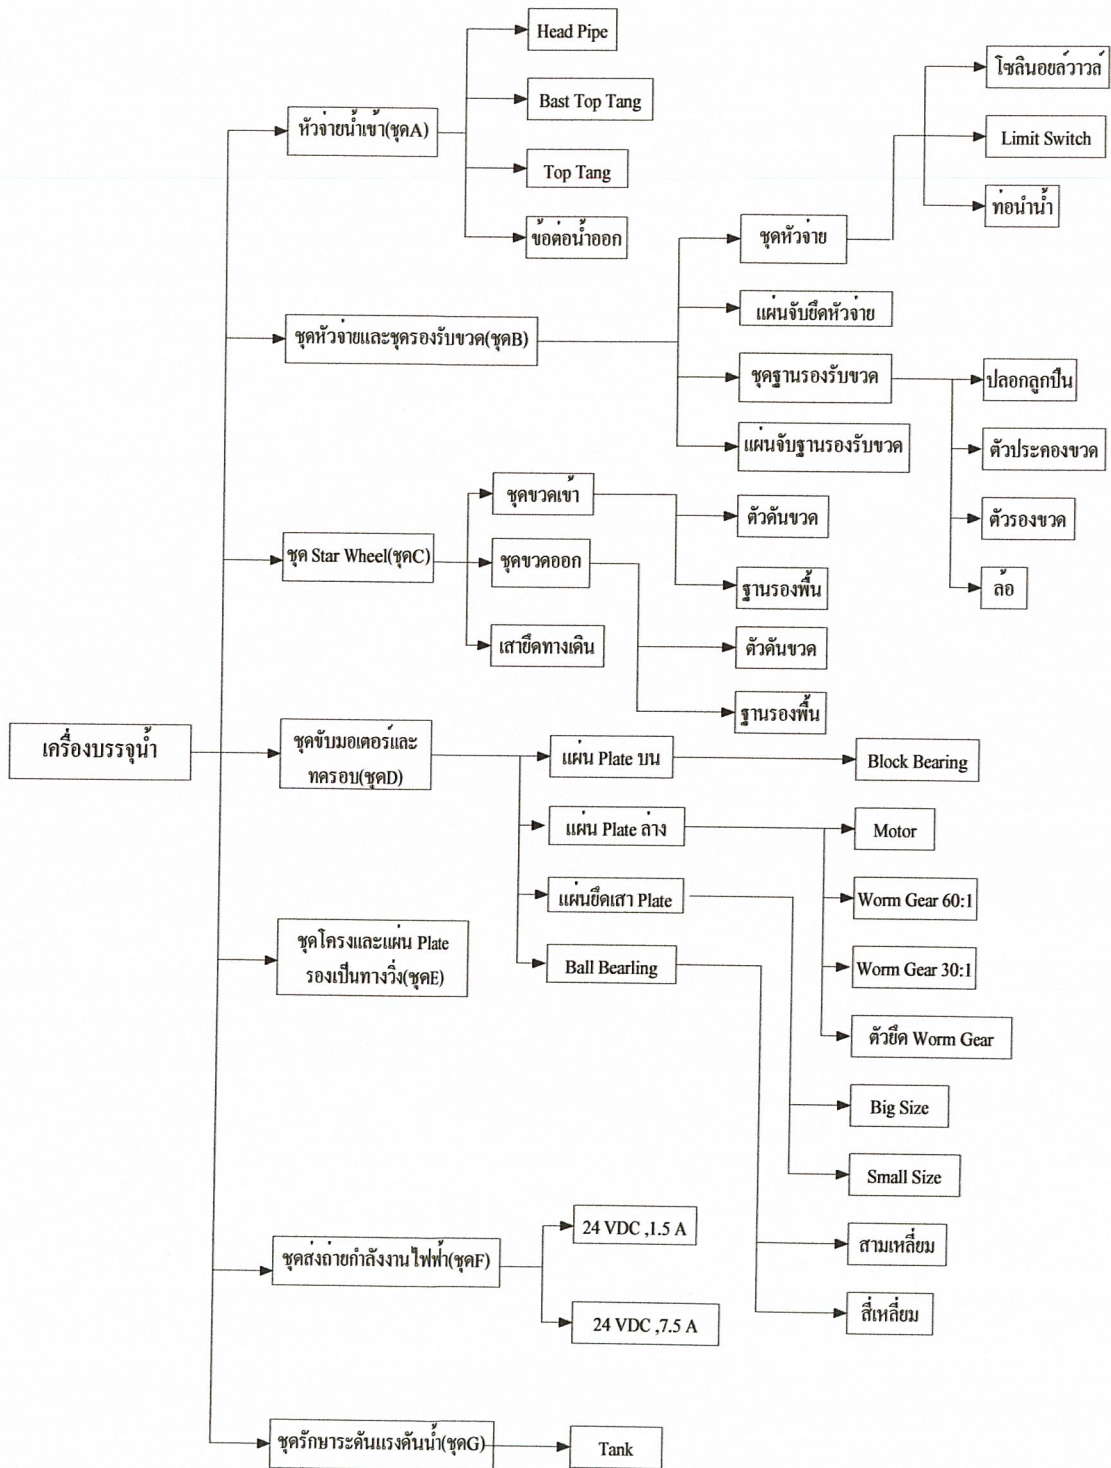 เครื่องบรรจุน้ำ
หัวจ่ายน้ำเข้า(ชุดA)
Head Pipe
Bast Top Tang
Top Tang
ข้อต่อน้ำออก
ชุดหัวจ่ายและชุดรองรับขวด(ชุดB)
ชุดหัวจ่าย
โซลินอยล์วาวล์
Limit Switch
ท่อนำน้ำ
แผ่นจับยึดหัวจ่าย
ชุดฐานรองรับขวด
ปลอกลูกปืน
ตัวประคองขวด
ตัวรองขวด
ล้อ
แผ่นจับฐานรองรับขวด
ชุด Star Wheel(ชุดC)
ชุดขวดเข้า
ตัวดันขวด
ฐานรองพื้น
ชุดขวดออก
ตัวดันขวด
ฐานรองพื้น
เสายึดทางเดิน
ชุดขับมอเตอร์และ
ทดรอบ(ชุดD)
แผ่น Plate บน
Block Bearing
แผ่น Plate ล่าง
Motor
Worm Gear 60:1
Worm Gear 30:1
ตัวยึด Worm Gear
แผ่นยึดเสา Plate
Big Size
Small Size
Ball Bearling
สามเหลี่ยม
สี่เหลี่ยม
ชุดโครงและแผ่น Plate
รองเป็นทางวิ่ง(ชุดE)
ชุดส่งถ่ายกำลังงานไฟฟ้า(ชุดF)
24 VDC ,1.5 A
24 VDC ,7.5 A
ชุดรักษาระดันแรงดันน้ำ(ชุดG)
Tank